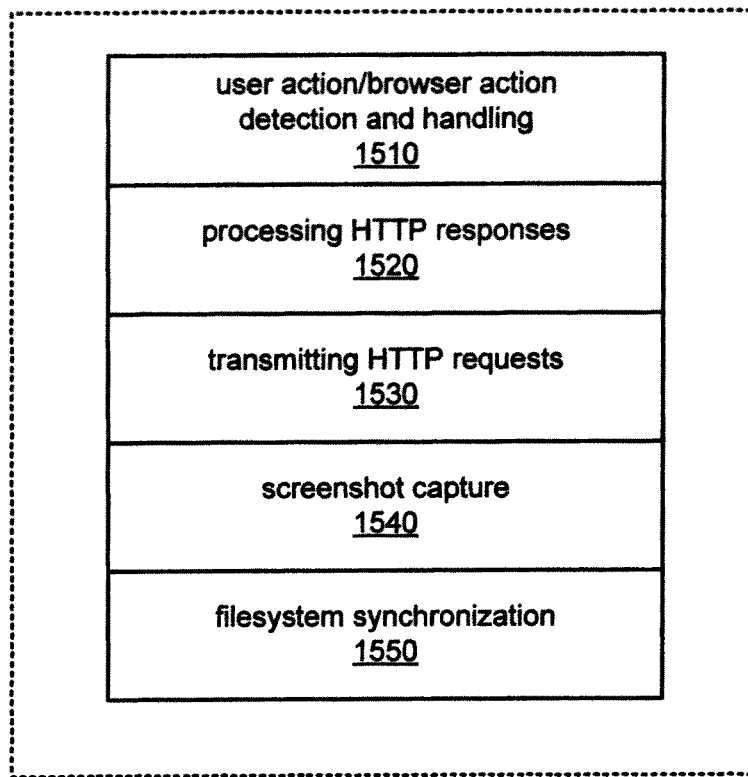 user action/browser action
detection and handling
1510
processing HTTP responses
1520
transmitting HTTP requests
1530
screenshot capture
1540
filesystem synchronization
1550